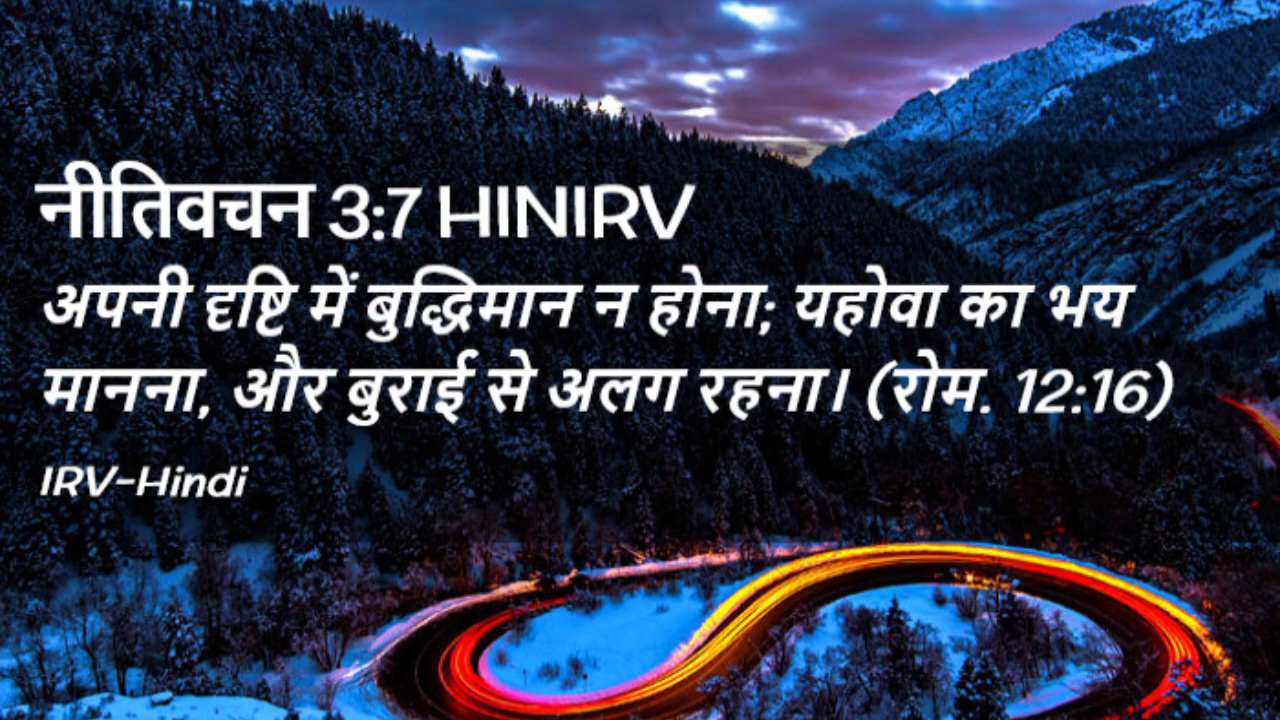 नीतिवचन 3:7 HINIRV
अपनी दृष्टि में बुद्धिमान न होना; यहोवा का भय
मानना, और बुराई से अलग रहना। (रोम. 12:16)
IRV-Hindi